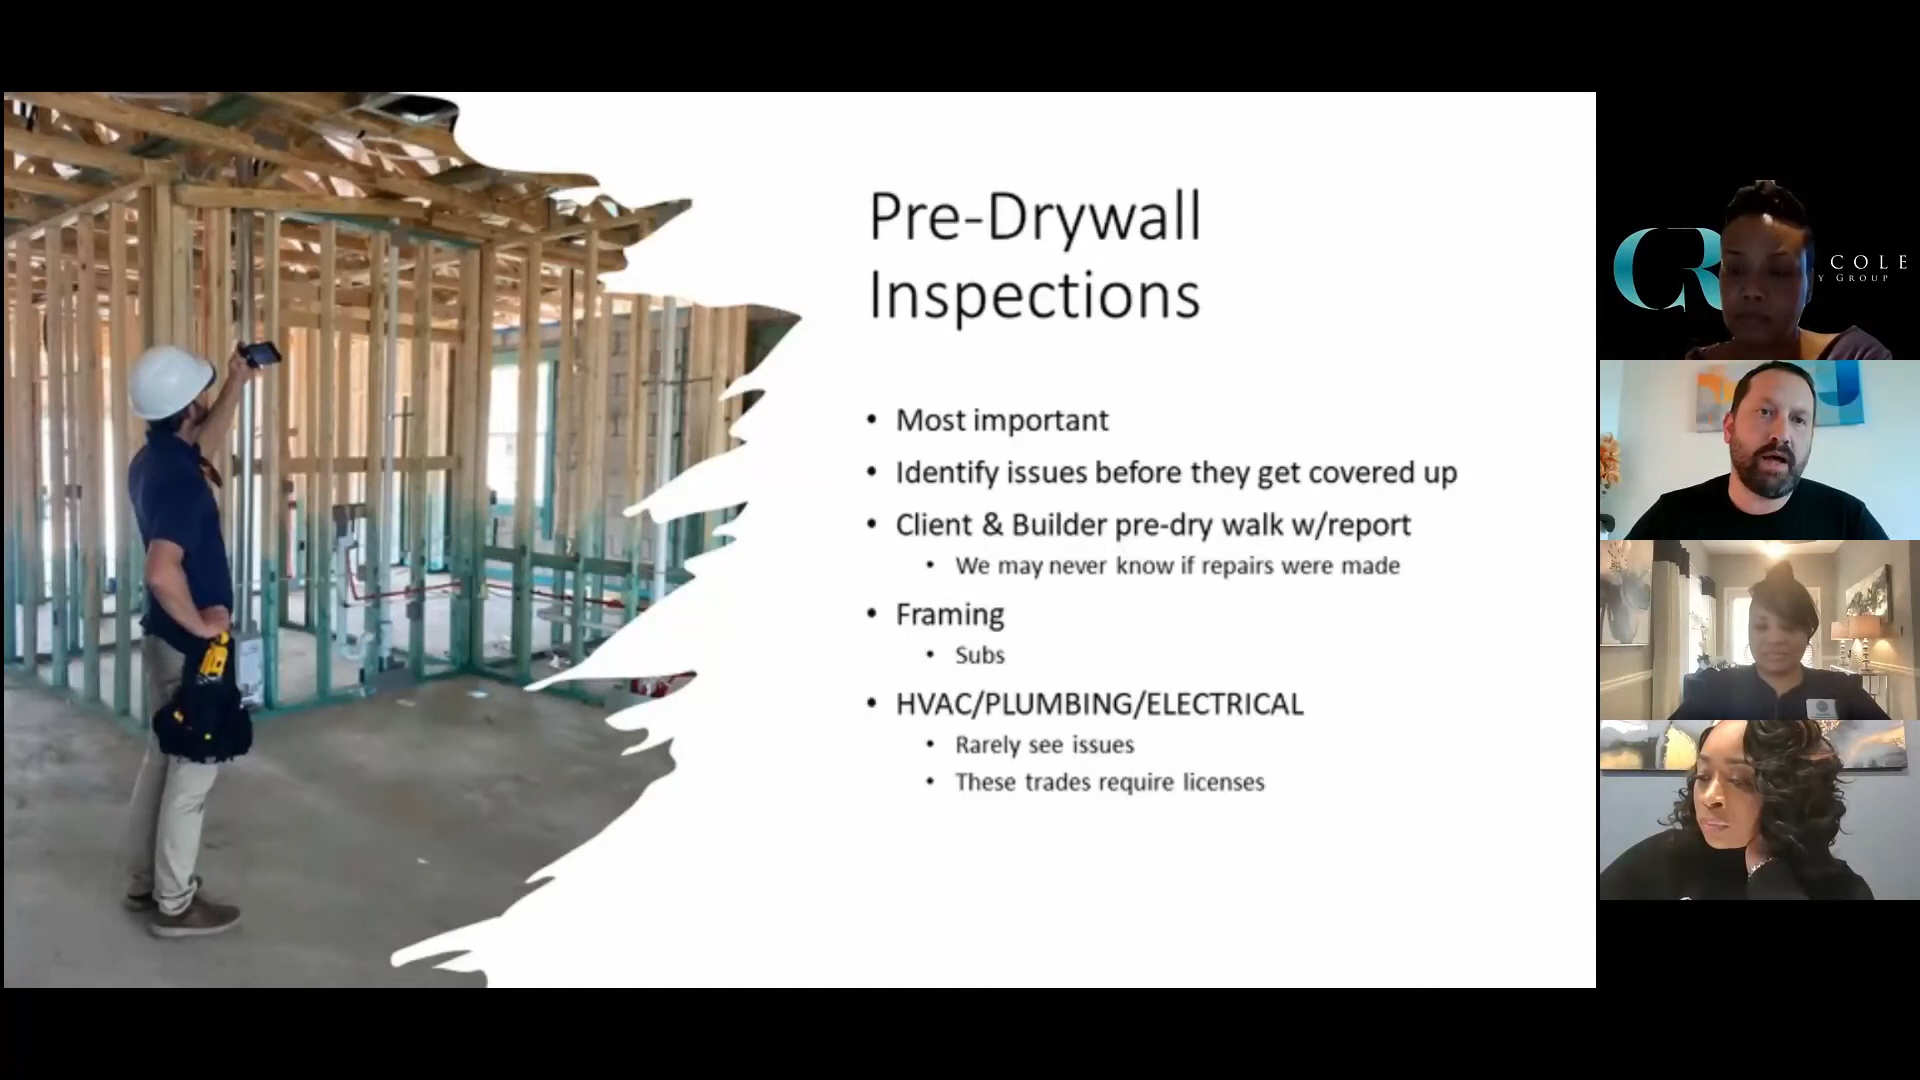 Pre-Drywall
Inspections
• Most important
• Identify issues before they get covered up
• Client & Builder pre-dry walk w/report
• We may never know if repairs were made
• Framing
• Subs
• HVAC/PLUMBING/ELECTRICAL
• Rarely see issues
• These trades require licenses
CR
COLE
Y GROUP